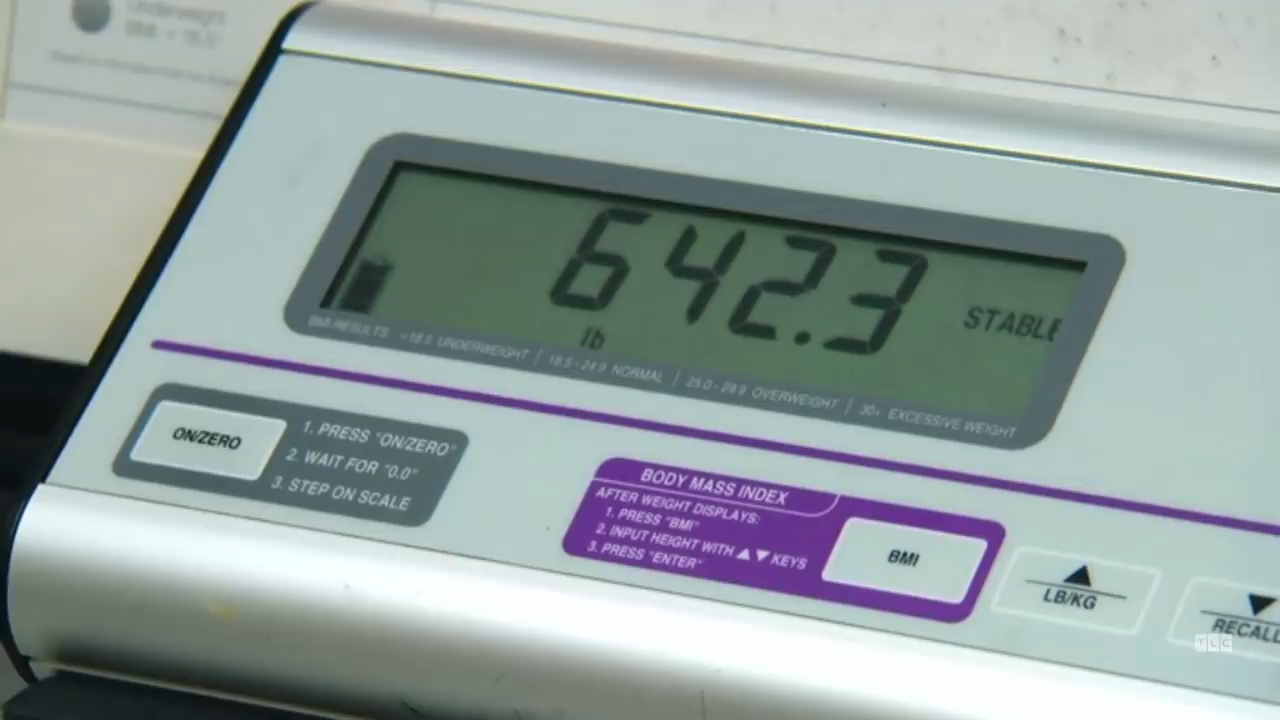 Underweight
642.3
lb
STABLE
BMI RESULTS: <18.5 UNDERWEIGHT | 18.5 - 24.9 NORMAL | 25.0 - 29.9 OVERWEIGHT | 30+ EXCESSIVE WEIGHT
ON/ZERO
1. PRESS "ON/ZERO"
2. WAIT FOR "0.0"
3. STEP ON SCALE
BODY MASS INDEX
AFTER WEIGHT DISPLAYS:
1. PRESS "BMI"
2. INPUT HEIGHT WITH ▲▼ KEYS
3. PRESS "ENTER"
BMI
▲
LB/KG
▼
RECALL
TLC